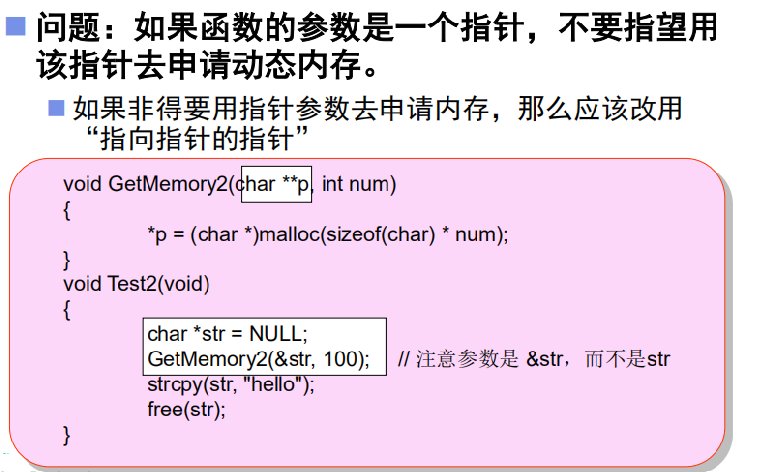 问题：如果函数的参数是一个指针，不要指望用
该指针去申请动态内存。
如果非得要用指针参数去申请内存，那么应该改用
“指向指针的指针”
void GetMemory2(char **p, int num)
{
*p = (char *)malloc(sizeof(char) * num);
}
void Test2(void)
{
char *str = NULL;
GetMemory2(&str, 100); // 注意参数是 &str，而不是str
strcpy(str, "hello");
free(str);
}